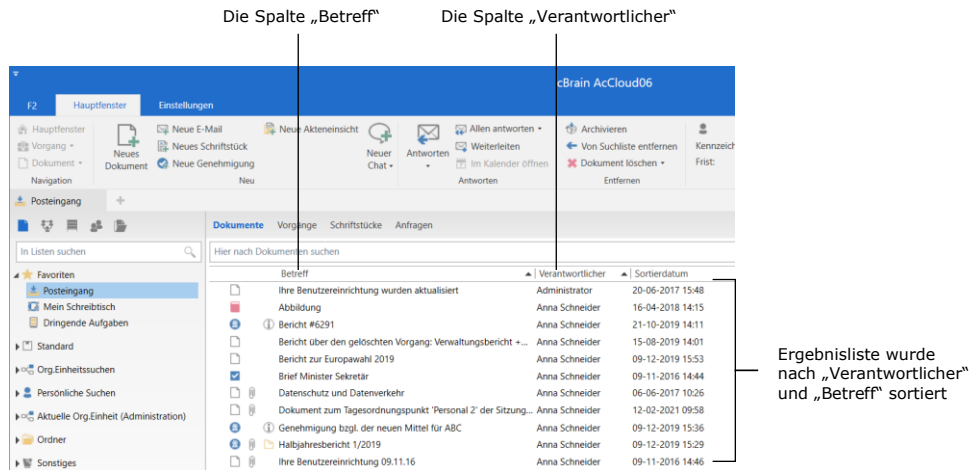 Die Spalte „Betreff“ Die Spalte „Verantwortlicher“
cBrain AcCloud06
F2 Hauptfenster Einstellungen
Hauptfenster
Vorgang
Dokument
Navigation
Neues
Dokument
Neue E-Mail
Neues Schriftstück
Neue Genehmigung
Neue Akteneinsicht
Neuer
Chat
Neu
Antworten
Allen antworten
Weiterleiten
Im Kalender öffnen
Antworten
Archivieren
Von Suchliste entfernen
Dokument löschen
Entfernen
Kennzeich
Frist:
Posteingang +
In Listen suchen
Favoriten
Posteingang
Mein Schreibtisch
Dringende Aufgaben
Standard
Org.Einheitssuchen
Persönliche Suchen
Aktuelle Org.Einheit (Administration)
Ordner
Sonstiges
Dokumente Vorgänge Schriftstücke Anfragen
Hier nach Dokumenten suchen
Betreff Verantwortlicher Sortierdatum
Ihre Benutzereinrichtung wurden aktualisiert Administrator 20-06-2017 15:48
Abbildung Anna Schneider 16-04-2018 14:15
Bericht #6291 Anna Schneider 21-10-2019 14:11
Bericht über den gelöschten Vorgang: Verwaltungsbericht +... Anna Schneider 15-08-2019 14:01
Bericht zur Europawahl 2019 Anna Schneider 09-12-2019 15:53
Brief Minister Sekretär Anna Schneider 09-11-2016 14:44
Datenschutz und Datenverkehr Anna Schneider 06-06-2017 10:26
Dokument zum Tagesordnungspunkt 'Personal 2' der Sitzung... Anna Schneider 12-02-2021 09:58
Genehmigung bzgl. der neuen Mittel für ABC Anna Schneider 09-12-2019 15:36
Halbjahresbericht 1/2019 Anna Schneider 09-12-2019 15:29
Ihre Benutzereinrichtung 09.11.16 Anna Schneider 09-11-2016 14:46
Ergebnisliste wurde
nach „Verantwortlicher“
und „Betreff“ sortiert